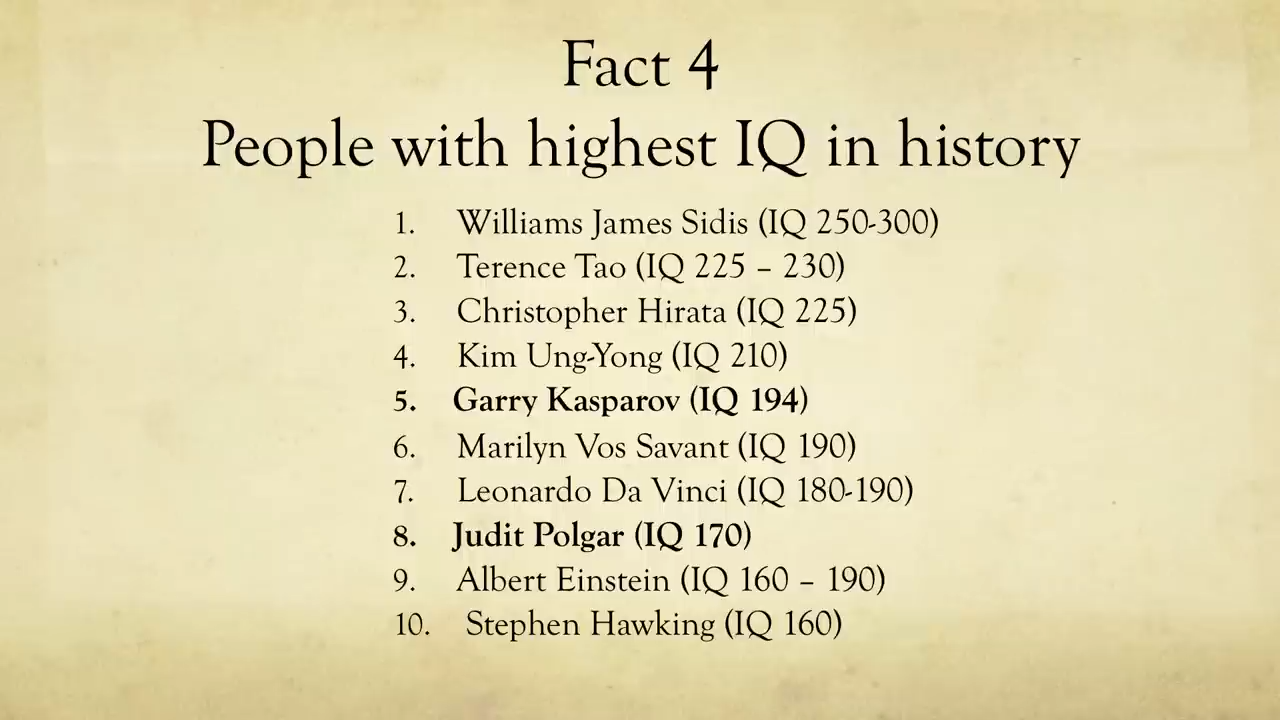 Fact 4
People with highest IQ in history
1. Williams James Sidis (IQ 250-300)
2. Terence Tao (IQ 225 – 230)
3. Christopher Hirata (IQ 225)
4. Kim Ung-Yong (IQ 210)
5. Garry Kasparov (IQ 194)
6. Marilyn Vos Savant (IQ 190)
7. Leonardo Da Vinci (IQ 180-190)
8. Judit Polgar (IQ 170)
9. Albert Einstein (IQ 160 – 190)
10. Stephen Hawking (IQ 160)